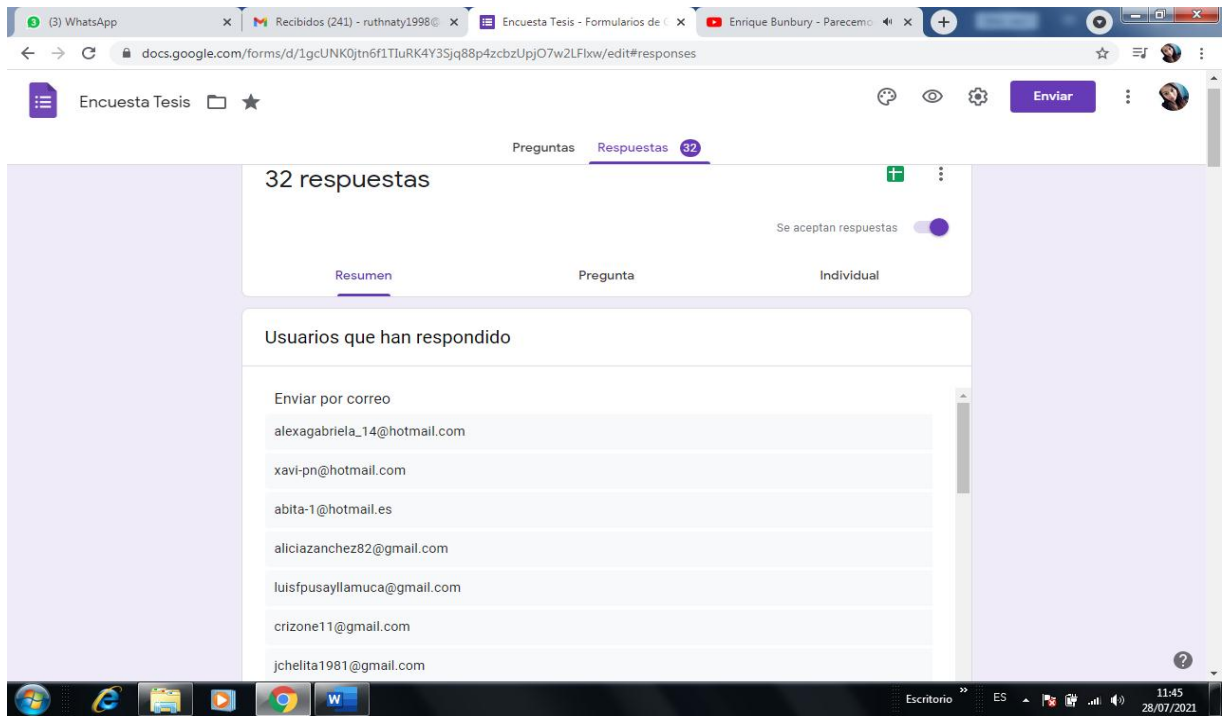 (3) WhatsApp
Recibidos (241) - ruthnaty1998@
Encuesta Tesis - Formularios de
Enrique Bunbury - Parecemo
docs.google.com/forms/d/1gcUNK0jtn6f1TIuRK4Y3Sjq88p4zcbzUpjO7w2LFlxw/edit#responses
Encuesta Tesis
Enviar
Preguntas Respuestas 32
32 respuestas
Se aceptan respuestas
Resumen Pregunta Individual
Usuarios que han respondido
Enviar por correo
alexagabriela_14@hotmail.com
xavi-pn@hotmail.com
abita-1@hotmail.es
aliciazanchez82@gmail.com
luisfpusayllamuca@gmail.com
crizone11@gmail.com
jchelita1981@gmail.com
Escritorio » ES 11:45
28/07/2021